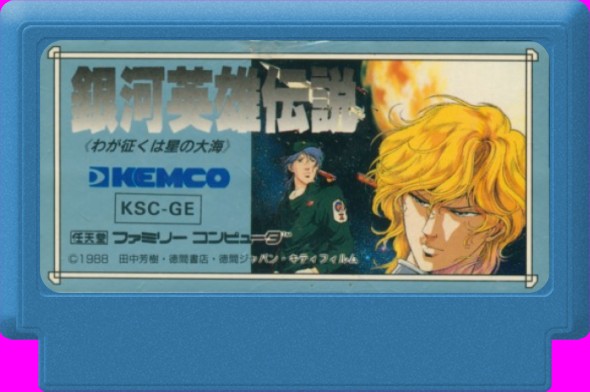 銀河英雄伝説
《わが征くは星の大海》
KEMCO
KSC-GE
任天堂 ファミリー コンピュータ
©1988 田中芳樹・徳間書店・徳間ジャパン・キティフィルム